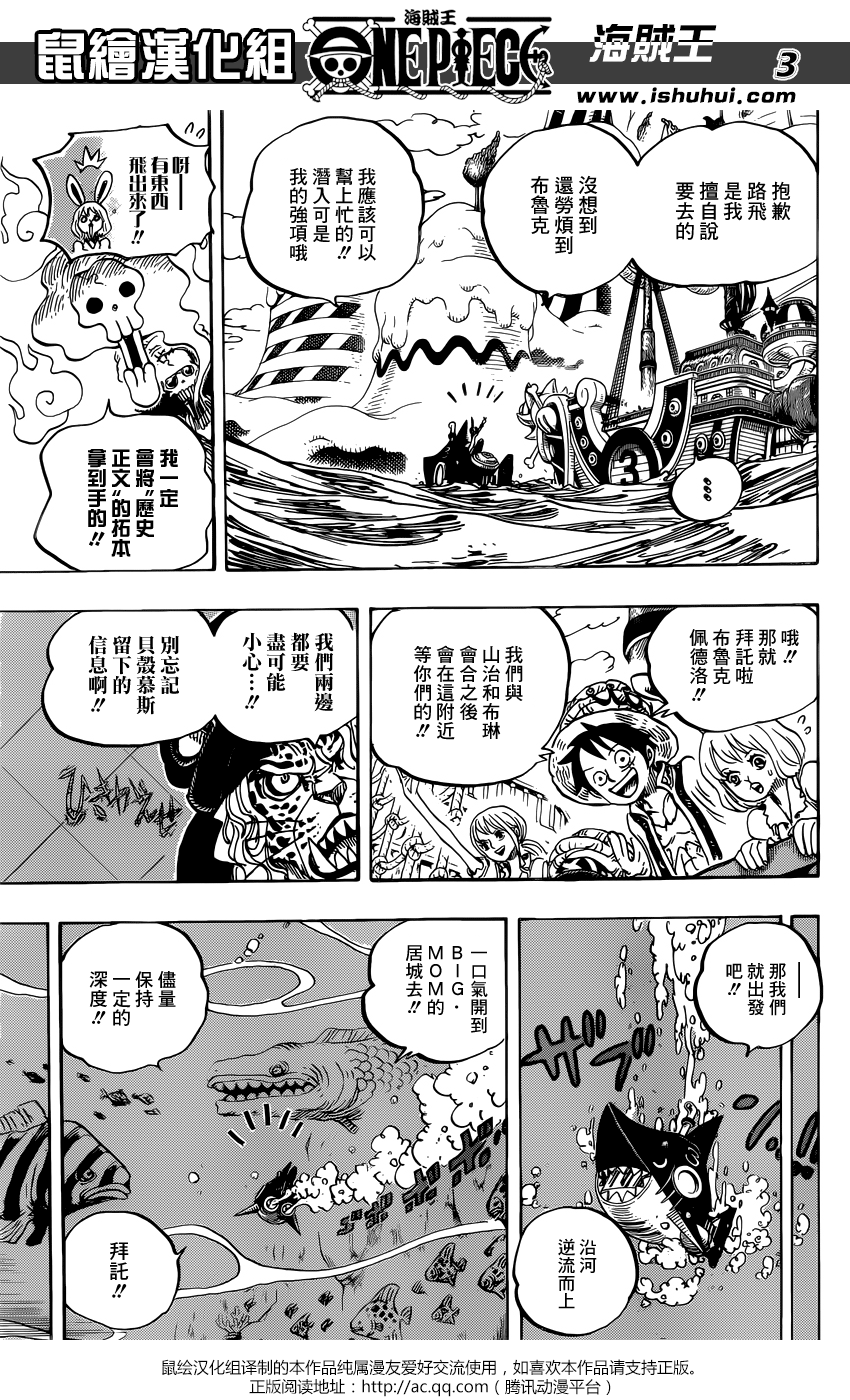 鼠繪漢化組
海賊王
ONE PIECE
海賊王
3
www.ishuhui.com
抱歉
路飛
是我
擅自說
要去的
沒想到
還勞煩到
布魯克
我應該可以
幫上忙的!!
潛入可是
我的強項哦
3
…
呀——
有東西
飛出來了!!
我一定
會將"歷史
正文"的拓本
拿到手的!!
哦!!
那就
拜託啦
布魯克
佩德洛!!
我們與
山治和布琳
會合之後
會在這附近
等你們的!!
我們兩邊
都要
盡可能
小心…!!
別忘記
貝殼慕斯
留下的
信息啊!!
——
那我們
就出發
吧!!
ザブ
ザブ
沿河
逆流而上
一口氣開到
BIG・
MOM的
居城去!!
儘量
保持
一定的
深度!!
ゴボボボ
拜託!!
鼠绘汉化组译制的本作品纯属漫友爱好交流使用，如喜欢本作品请支持正版。
正版阅读地址：http://ac.qq.com（腾讯动漫平台）